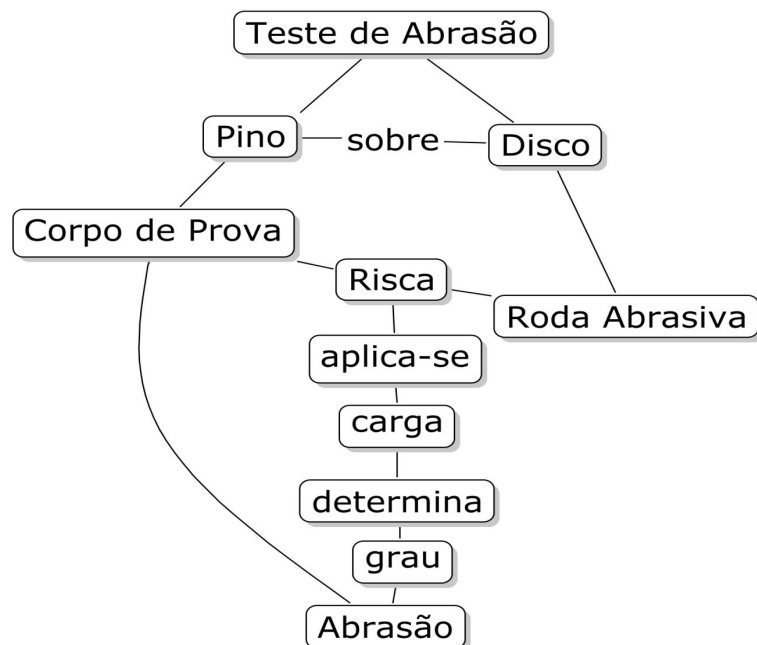 Teste de Abrasão
Pino
sobre
Disco
Corpo de Prova
Risca
Roda Abrasiva
aplica-se
carga
determina
grau
Abrasão